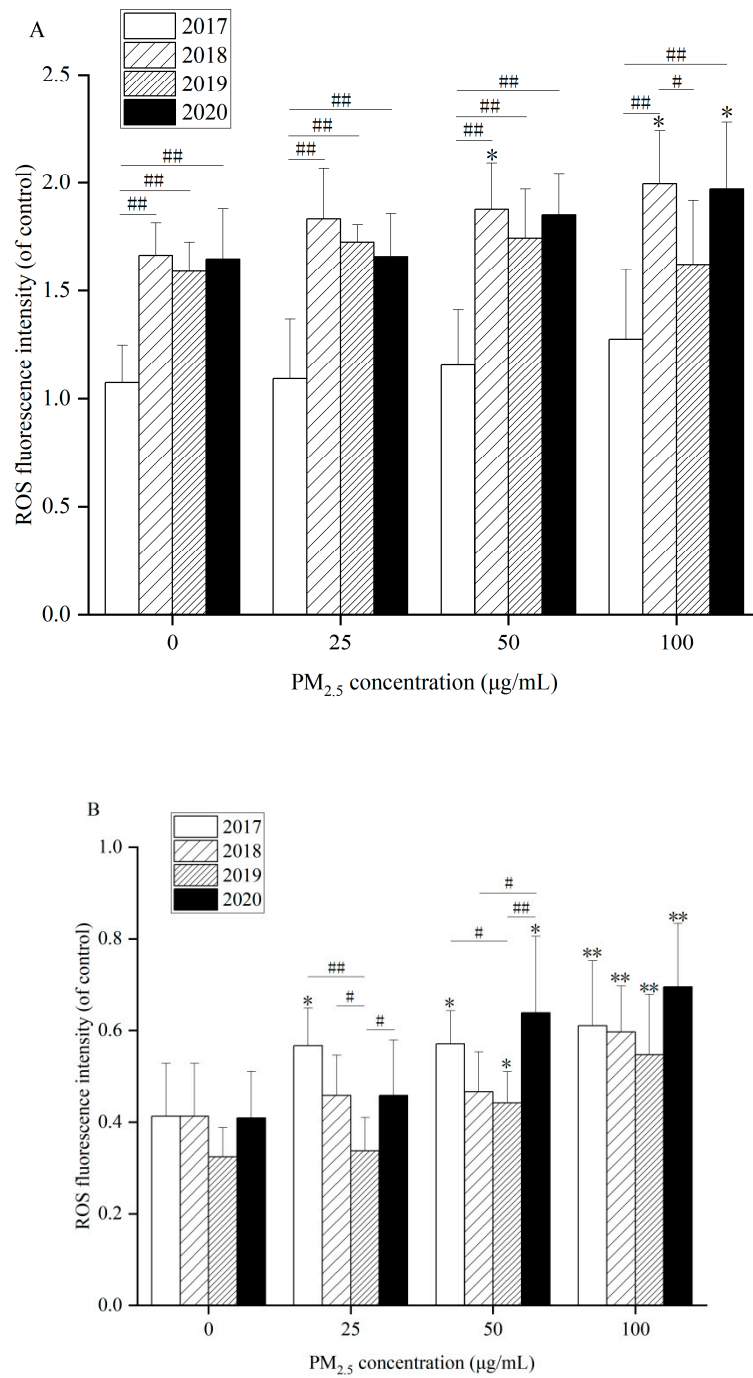 A
2017
2018
2019
2020
ROS fluorescence intensity (of control)
2.5
2.0
1.5
1.0
0.5
0.0
## ## ##
## ## ##
## ## ## *
## # ## * *
0 25 50 100
PM2.5 concentration (μg/mL)
B
2017
2018
2019
2020
ROS fluorescence intensity (of control)
1.0
0.8
0.6
0.4
0.2
0.0
* ## # #
* # # ## * *
** ** ** **
0 25 50 100
PM2.5 concentration (μg/mL)